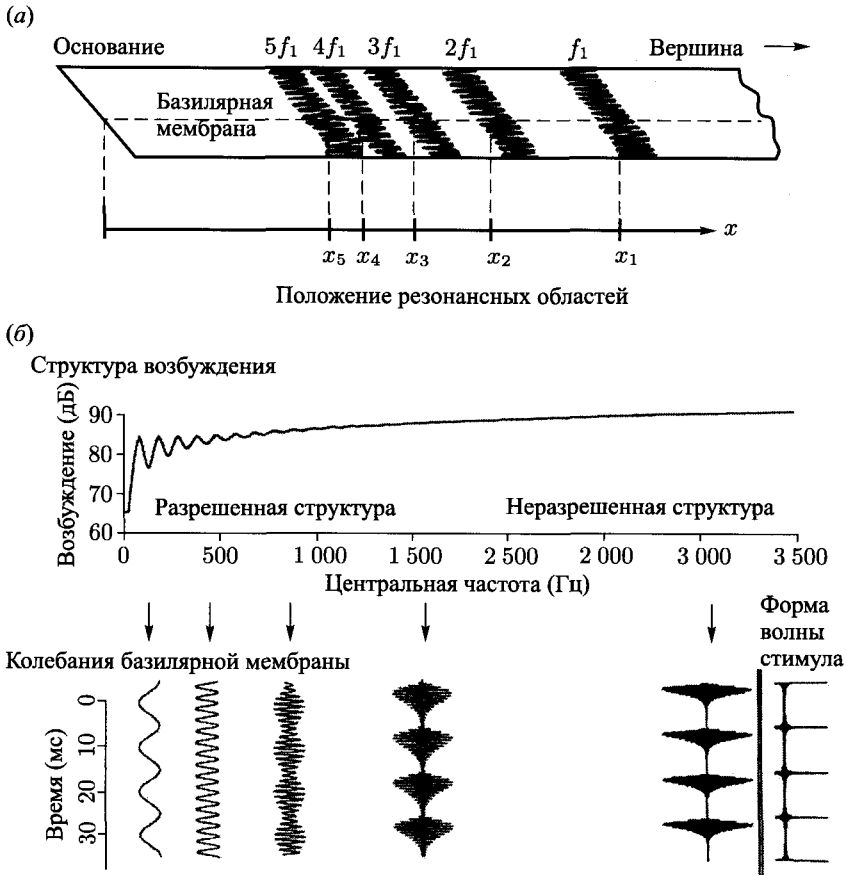 (а)
Основание 5f₁ 4f₁ 3f₁ 2f₁ f₁ Вершина
Базилярная
мембрана
x
x₅ x₄ x₃ x₂ x₁
Положение резонансных областей
(б)
Структура возбуждения
Возбуждение (дБ)
90
80
70
60
Разрешенная структура Неразрешенная структура
0 500 1 000 1 500 2 500 2 000 3 000 3 500
Центральная частота (Гц)
Форма
волны
стимула
Колебания базилярной мембраны
Время (мс)
0
10
20
30